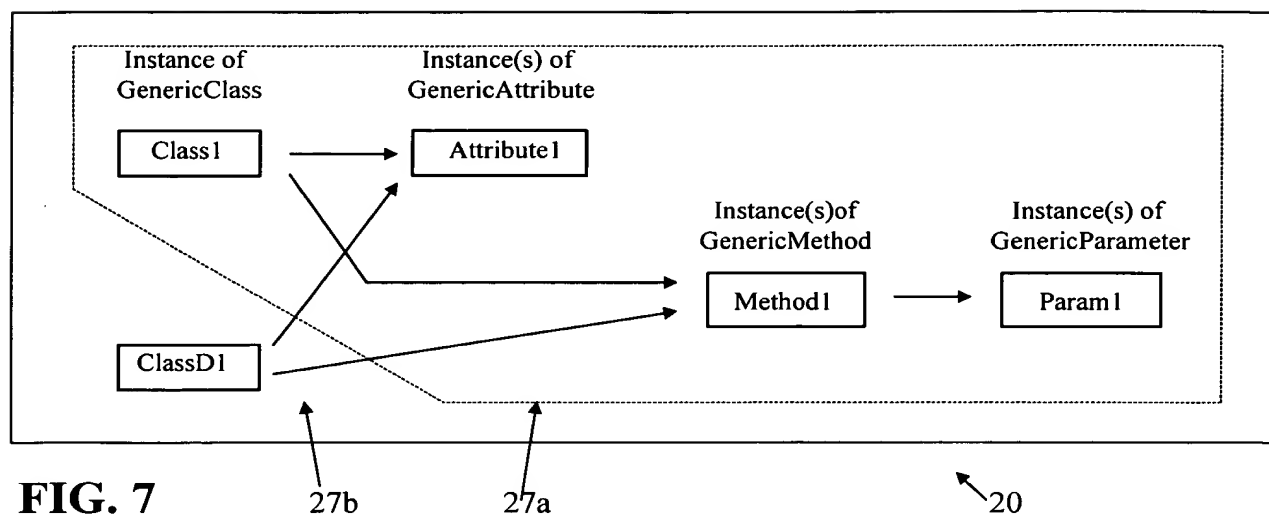 Instance of
GenericClass
Instance(s) of
GenericAttribute
Class1
Attribute1
Instance(s)of
GenericMethod
Instance(s) of
GenericParameter
Method1
Param1
ClassD1
FIG. 7
27b
27a
20